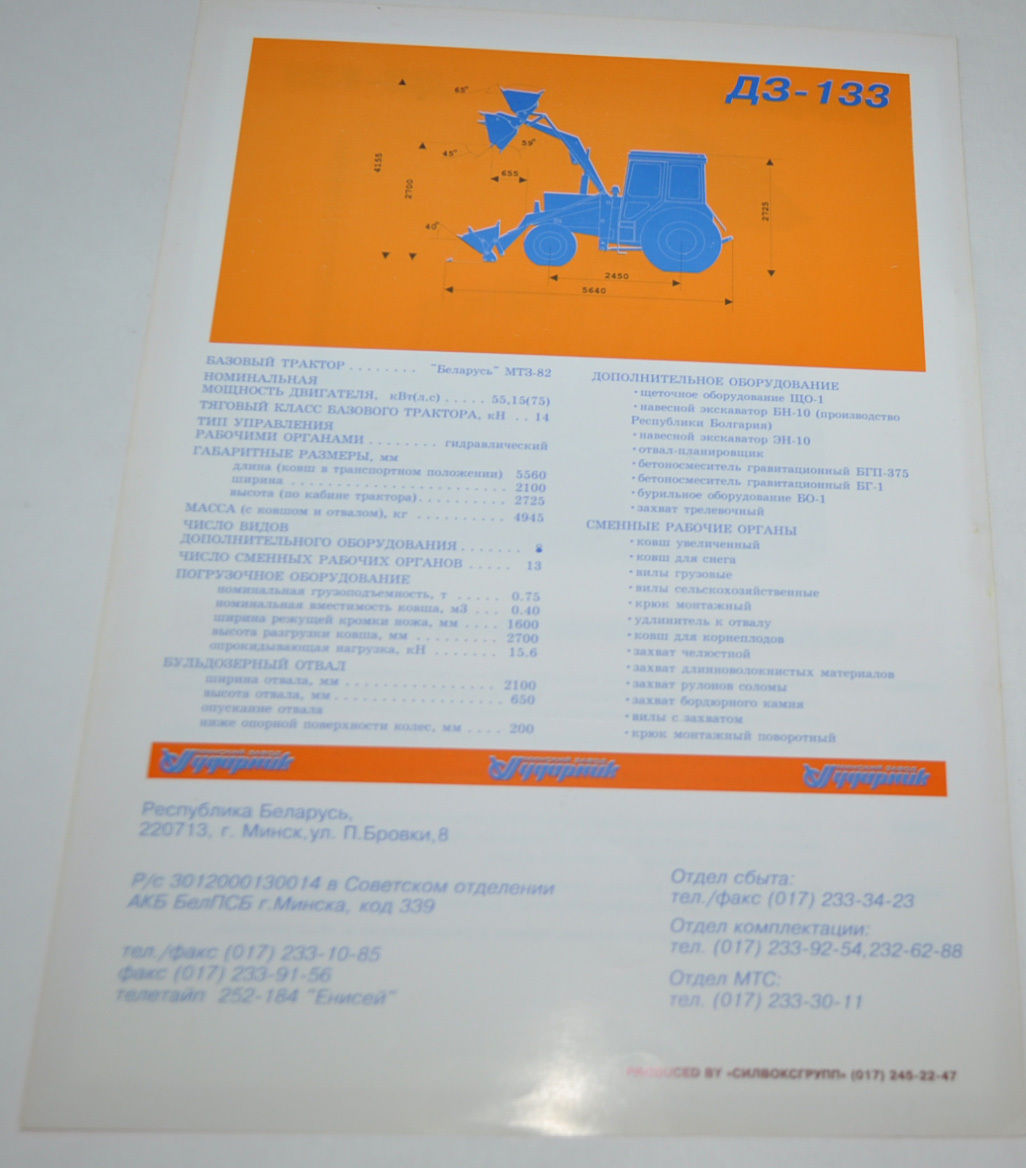 ДЗ-133
65°
45°
59°
655
4155
2700
40°
2725
2450
5640
БАЗОВЫЙ ТРАКТОР ........ "Беларусь" МТЗ-82
НОМИНАЛЬНАЯ
МОЩНОСТЬ ДВИГАТЕЛЯ, кВт(л.с) ..... 55,15(75)
ТЯГОВЫЙ КЛАСС БАЗОВОГО ТРАКТОРА, кН .. 14
ТИП УПРАВЛЕНИЯ
РАБОЧИМИ ОРГАНАМИ ........ гидравлический
ГАБАРИТНЫЕ РАЗМЕРЫ, мм
длина (ковш в транспортном положении) 5560
ширина ........................ 2100
высота (по кабине трактора)........... 2725
МАССА (с ковшом и отвалом), кг .......... 4945
ЧИСЛО ВИДОВ
ДОПОЛНИТЕЛЬНОГО ОБОРУДОВАНИЯ ....... 8
ЧИСЛО СМЕННЫХ РАБОЧИХ ОРГАНОВ ..... 13
ПОГРУЗОЧНОЕ ОБОРУДОВАНИЕ
номинальная грузоподъемность, т ..... 0.75
номинальная вместимость ковша, м3 ... 0.40
ширина режущей кромки ножа, мм .... 1600
высота разгрузки ковша, мм ......... 2700
опрокидывающая нагрузка, кН ....... 15.6
БУЛЬДОЗЕРНЫЙ ОТВАЛ
ширина отвала, мм ................ 2100
высота отвала, мм ................. 650
опускание отвала
ниже опорной поверхности колес, мм .... 200
ДОПОЛНИТЕЛЬНОЕ ОБОРУДОВАНИЕ
• щеточное оборудование ЩО-1
• навесной экскаватор БН-10 (производство
Республики Болгария)
• навесной экскаватор ЭН-10
• отвал-планировщик
• бетоносмеситель гравитационный БГП-375
• бетоносмеситель гравитационный БГ-1
• бурильное оборудование БО-1
• захват трелевочный
СМЕННЫЕ РАБОЧИЕ ОРГАНЫ
• ковш увеличенный
• ковш для снега
• вилы грузовые
• вилы сельскохозяйственные
• крюк монтажный
• удлинитель к отвалу
• ковш для корнеплодов
• захват челюстной
• захват длинноволокнистых материалов
• захват рулонов соломы
• захват бордюрного камня
• вилы с захватом
• крюк монтажный поворотный
МИНСКИЙ ЗАВОД
Ударник
МИНСКИЙ ЗАВОД
Ударник
МИНСКИЙ ЗАВОД
Ударник
Республика Беларусь,
220713, г. Минск, ул. П.Бровки,8
Р/с 3012000130014 в Советском отделении
АКБ БелПСБ г.Минска, код 339
тел./факс (017) 233-10-85
факс (017) 233-91-56
телетайп 252-184 "Енисей"
Отдел сбыта:
тел./факс (017) 233-34-23
Отдел комплектации:
тел. (017) 233-92-54,232-62-88
Отдел МТС:
тел. (017) 233-30-11
PRODUCED BY «СИЛВОКСГРУПП» (017) 245-22-47